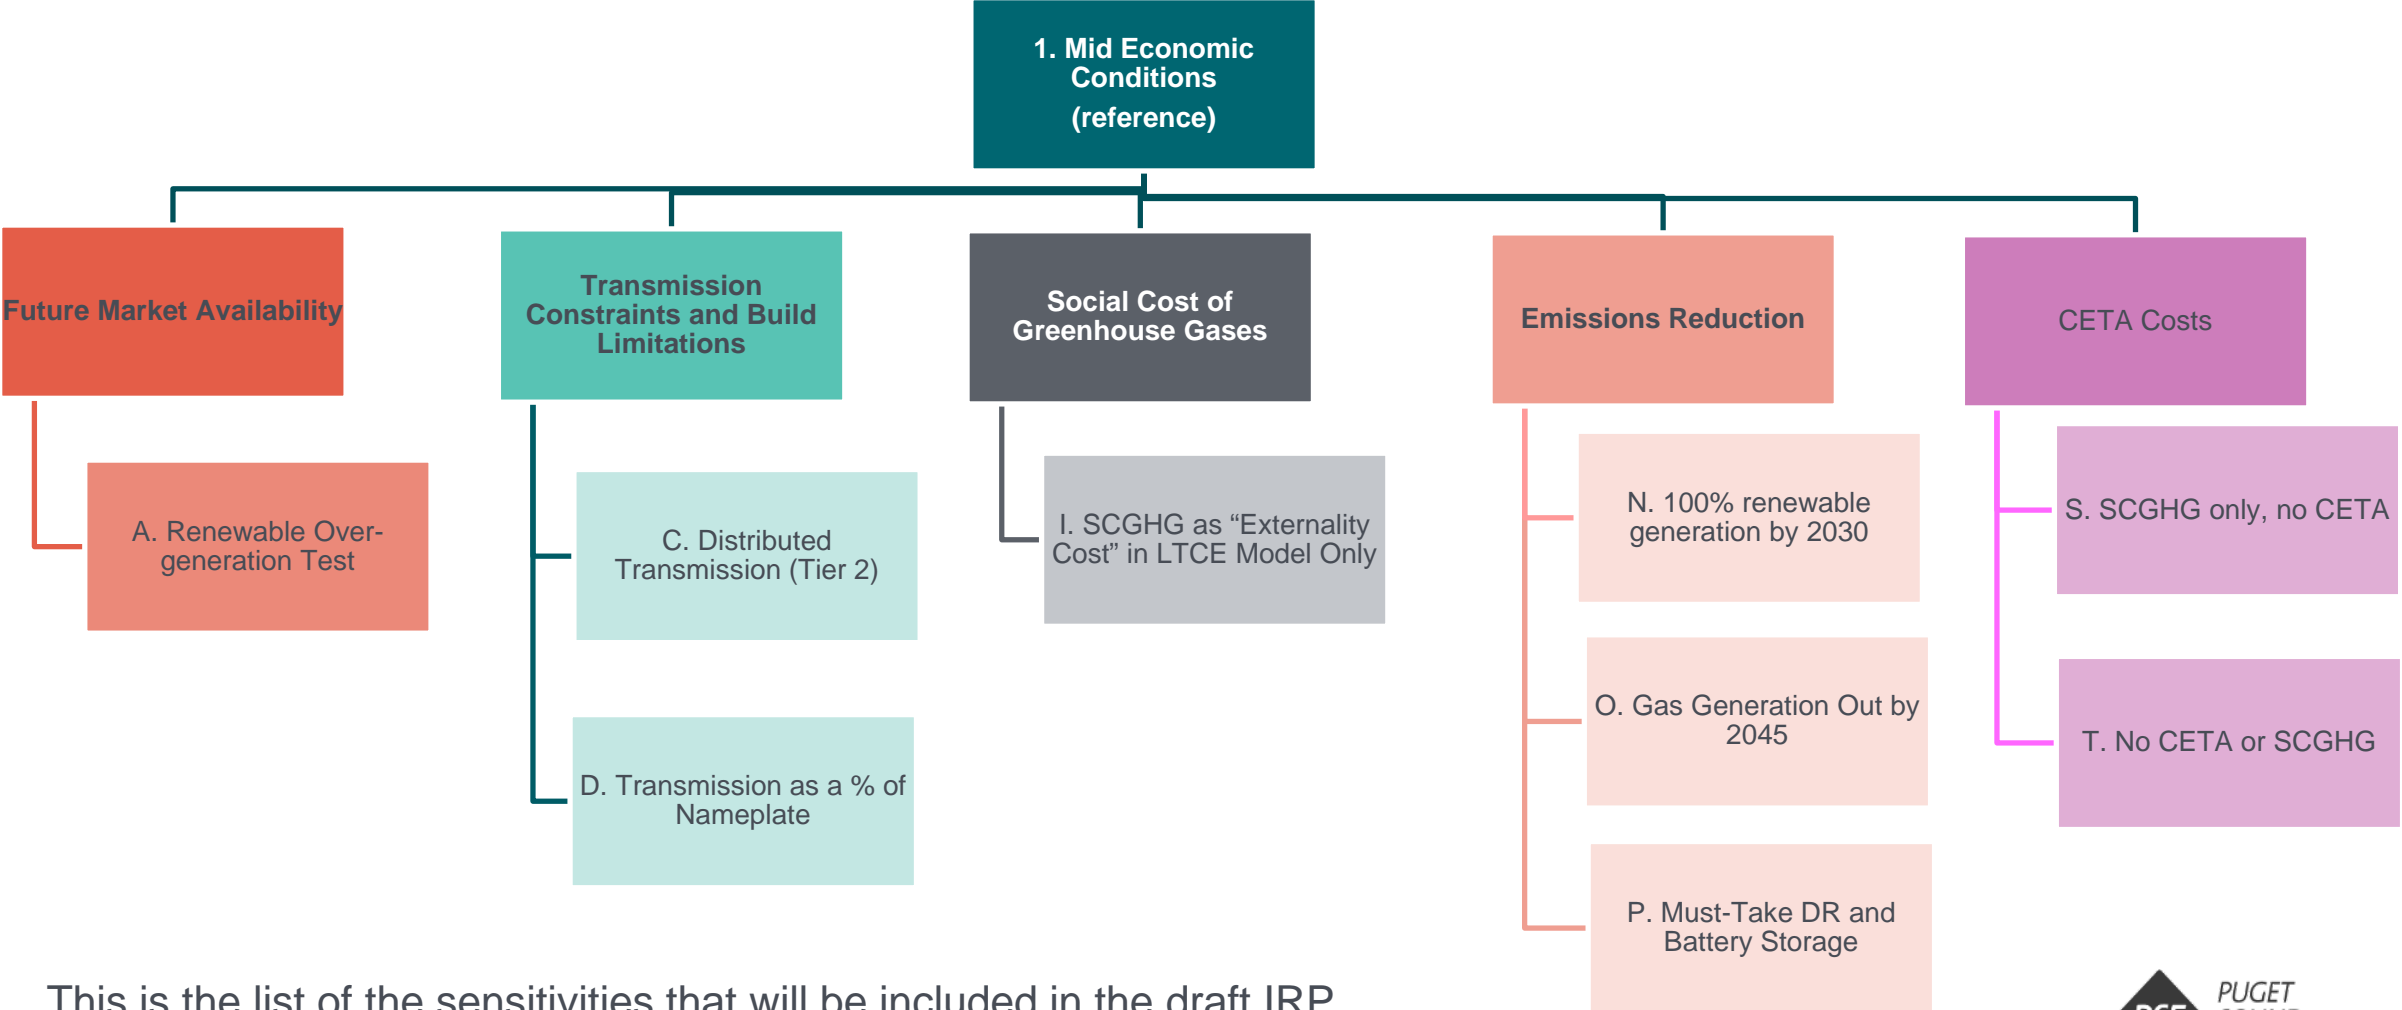 1. Mid Economic
Conditions
(reference)
Future Market Availability
Transmission
Constraints and Build
Limitations
Social Cost of
Greenhouse Gases
Emissions Reduction
CETA Costs
A. Renewable Over-
generation Test
C. Distributed
Transmission (Tier 2)
D. Transmission as a % of
Nameplate
I. SCGHG as “Externality
Cost” in LTCE Model Only
N. 100% renewable
generation by 2030
O. Gas Generation Out by
2045
P. Must-Take DR and
Battery Storage
S. SCGHG only, no CETA
T. No CETA or SCGHG
This is the list of the sensitivities that will be included in the draft IRP
PUGET